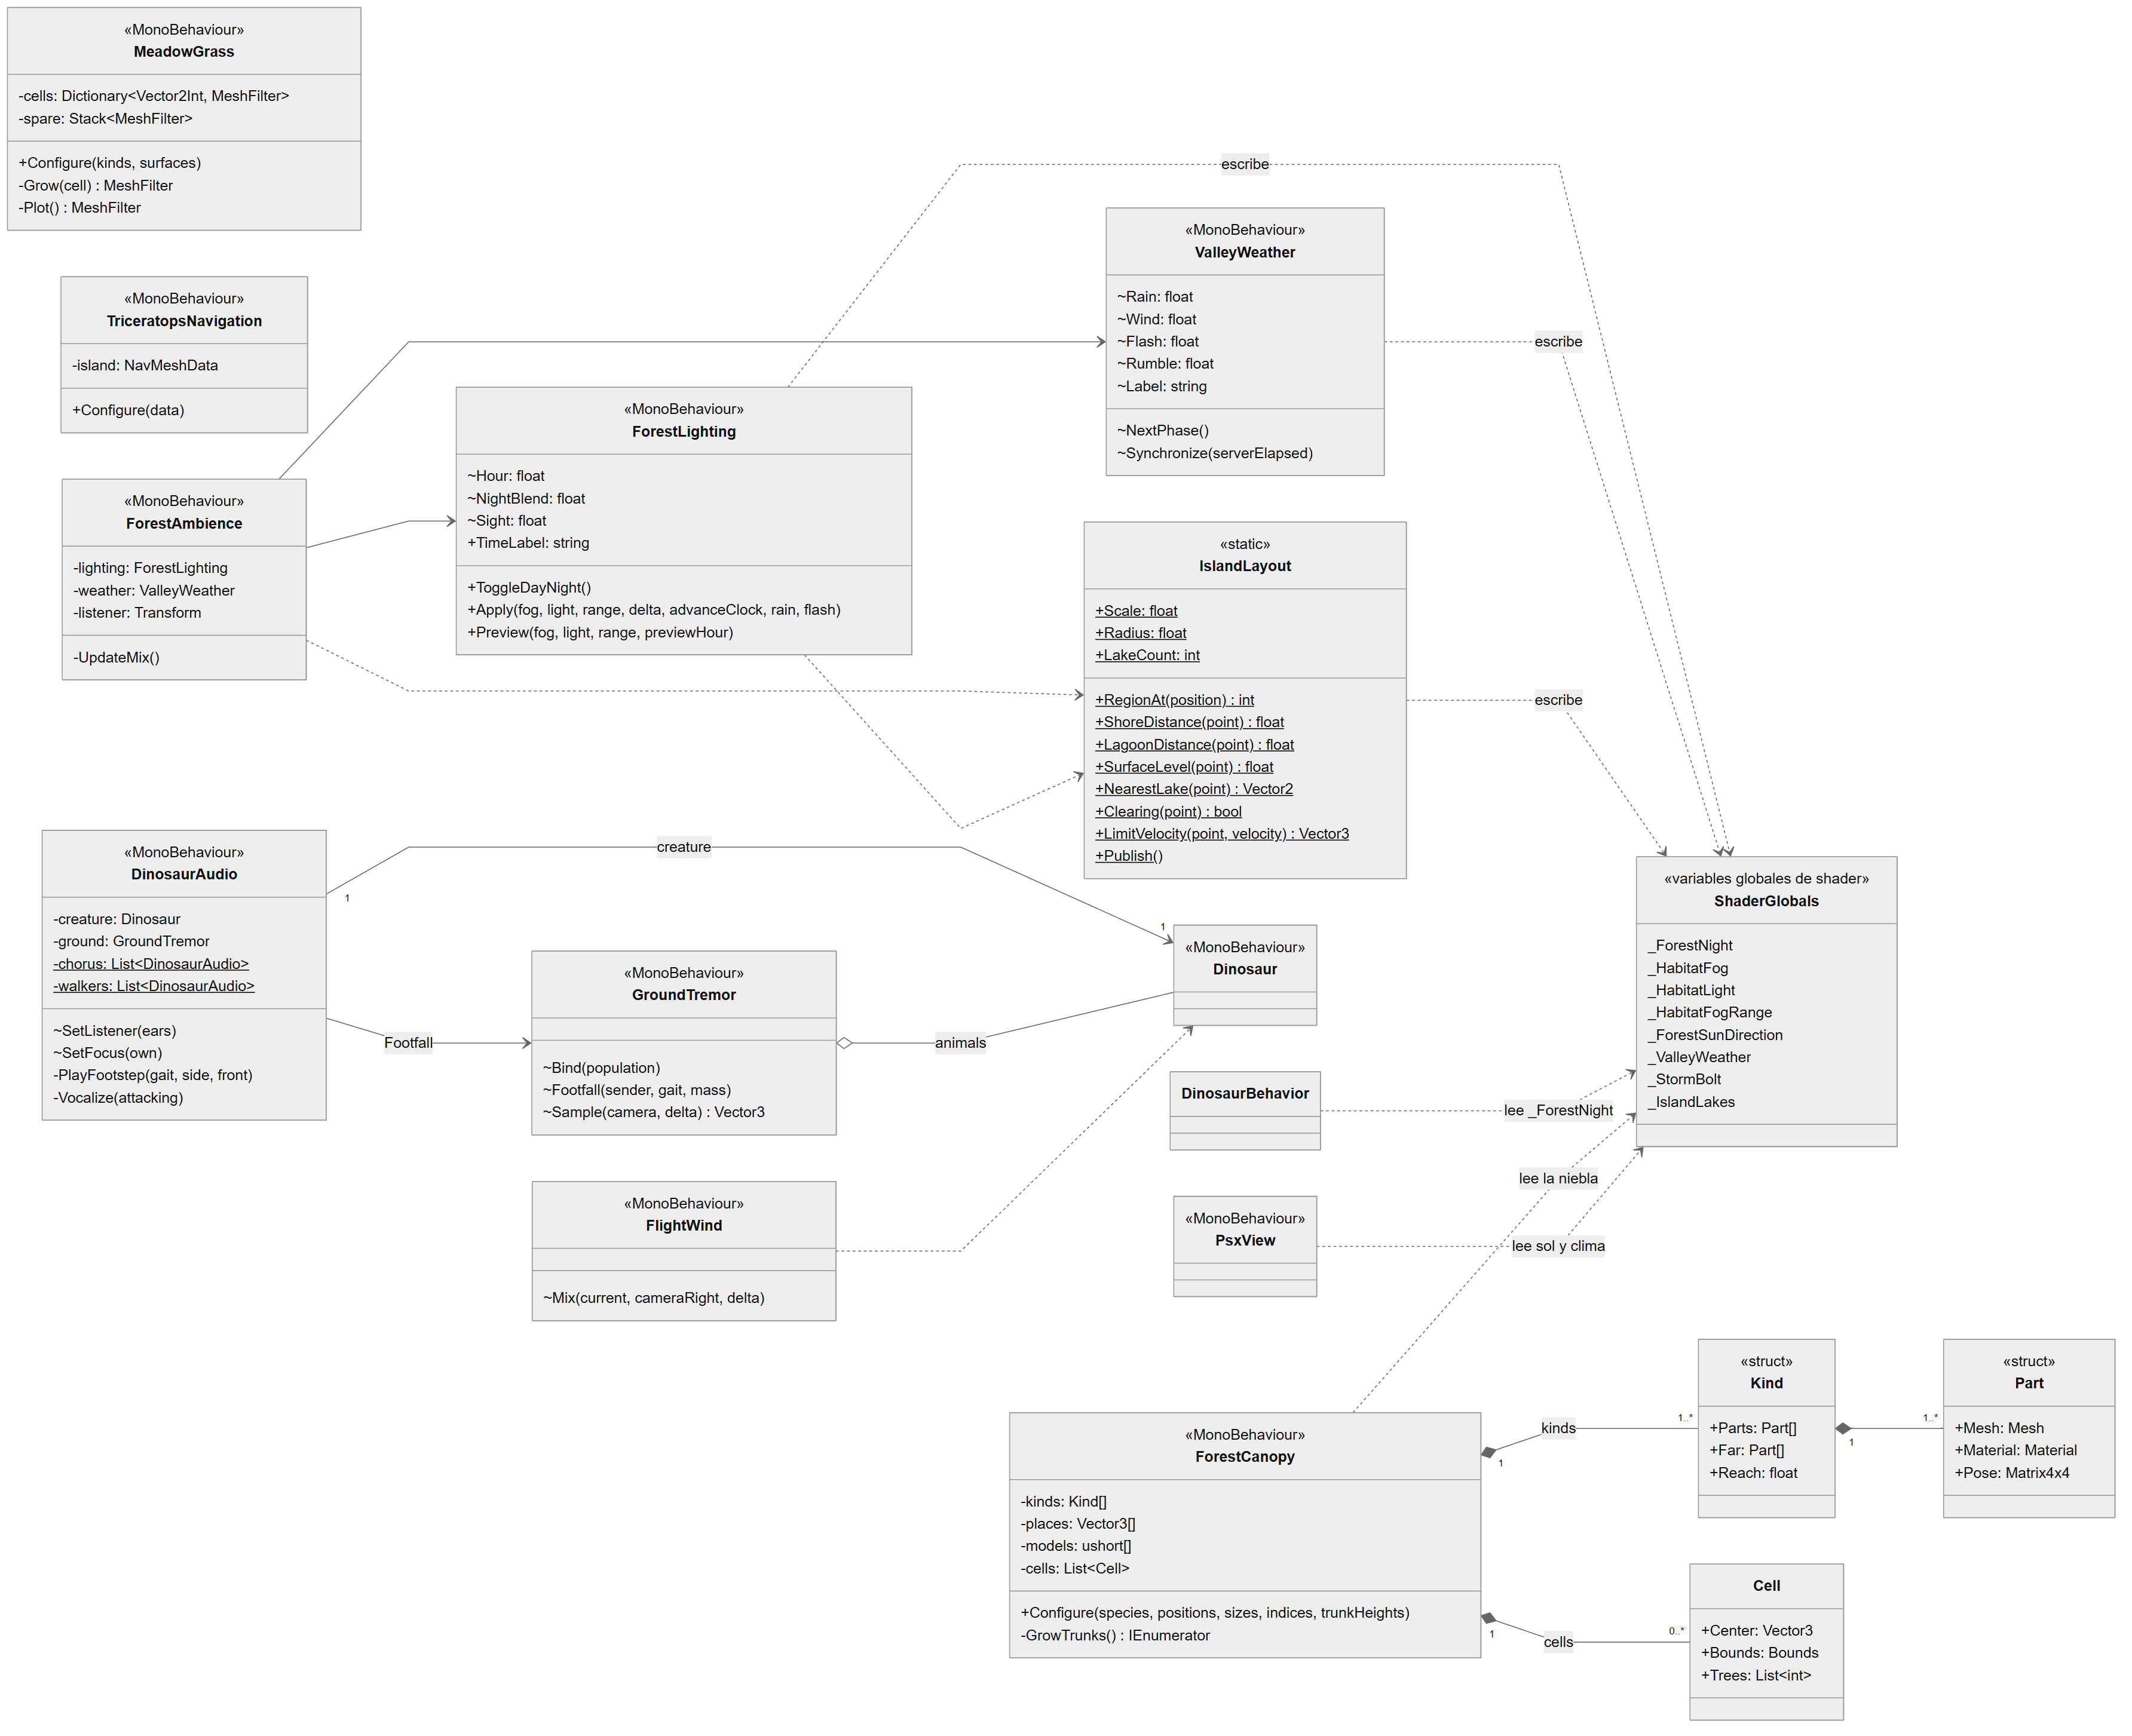 «MonoBehaviour»
MeadowGrass
-cells: Dictionary<Vector2Int, MeshFilter>
-spare: Stack<MeshFilter>
+Configure(kinds, surfaces)
-Grow(cell) : MeshFilter
-Plot() : MeshFilter
«MonoBehaviour»
TriceratopsNavigation
-island: NavMeshData
+Configure(data)
«MonoBehaviour»
ForestAmbience
-lighting: ForestLighting
-weather: ValleyWeather
-listener: Transform
-UpdateMix()
«MonoBehaviour»
ForestLighting
~Hour: float
~NightBlend: float
~Sight: float
+TimeLabel: string
+ToggleDayNight()
+Apply(fog, light, range, delta, advanceClock, rain, flash)
+Preview(fog, light, range, previewHour)
escribe
«MonoBehaviour»
ValleyWeather
~Rain: float
~Wind: float
~Flash: float
~Rumble: float
~Label: string
~NextPhase()
~Synchronize(serverElapsed)
escribe
«static»
IslandLayout
+Scale: float
+Radius: float
+LakeCount: int
+RegionAt(position) : int
+ShoreDistance(point) : float
+LagoonDistance(point) : float
+SurfaceLevel(point) : float
+NearestLake(point) : Vector2
+Clearing(point) : bool
+LimitVelocity(point, velocity) : Vector3
+Publish()
escribe
«MonoBehaviour»
DinosaurAudio
-creature: Dinosaur
-ground: GroundTremor
-chorus: List<DinosaurAudio>
-walkers: List<DinosaurAudio>
~SetListener(ears)
~SetFocus(own)
-PlayFootstep(gait, side, front)
-Vocalize(attacking)
1
creature
1
Footfall
«MonoBehaviour»
GroundTremor
~Bind(population)
~Footfall(sender, gait, mass)
~Sample(camera, delta) : Vector3
animals
«MonoBehaviour»
Dinosaur
«MonoBehaviour»
FlightWind
~Mix(current, cameraRight, delta)
DinosaurBehavior
lee _ForestNight
«MonoBehaviour»
PsxView
lee la niebla
lee sol y clima
«variables globales de shader»
ShaderGlobals
_ForestNight
_HabitatFog
_HabitatLight
_HabitatFogRange
_ForestSunDirection
_ValleyWeather
_StormBolt
_IslandLakes
«MonoBehaviour»
ForestCanopy
-kinds: Kind[]
-places: Vector3[]
-models: ushort[]
-cells: List<Cell>
+Configure(species, positions, sizes, indices, trunkHeights)
-GrowTrunks() : IEnumerator
1
kinds
1..*
«struct»
Kind
+Parts: Part[]
+Far: Part[]
+Reach: float
1
1..*
«struct»
Part
+Mesh: Mesh
+Material: Material
+Pose: Matrix4x4
1
cells
0..*
Cell
+Center: Vector3
+Bounds: Bounds
+Trees: List<int>